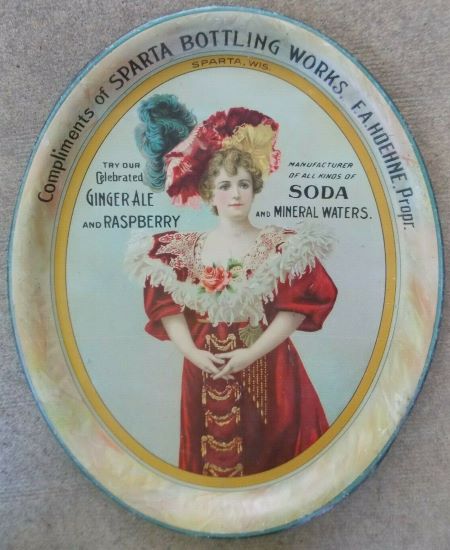 Compliments of SPARTA BOTTLING WORKS. F.A. HOEHNE. Propr.
SPARTA, WIS.
TRY OUR
Celebrated
GINGER ALE
AND RASPBERRY
MANUFACTURER
OF ALL KINDS OF
SODA
AND MINERAL WATERS.